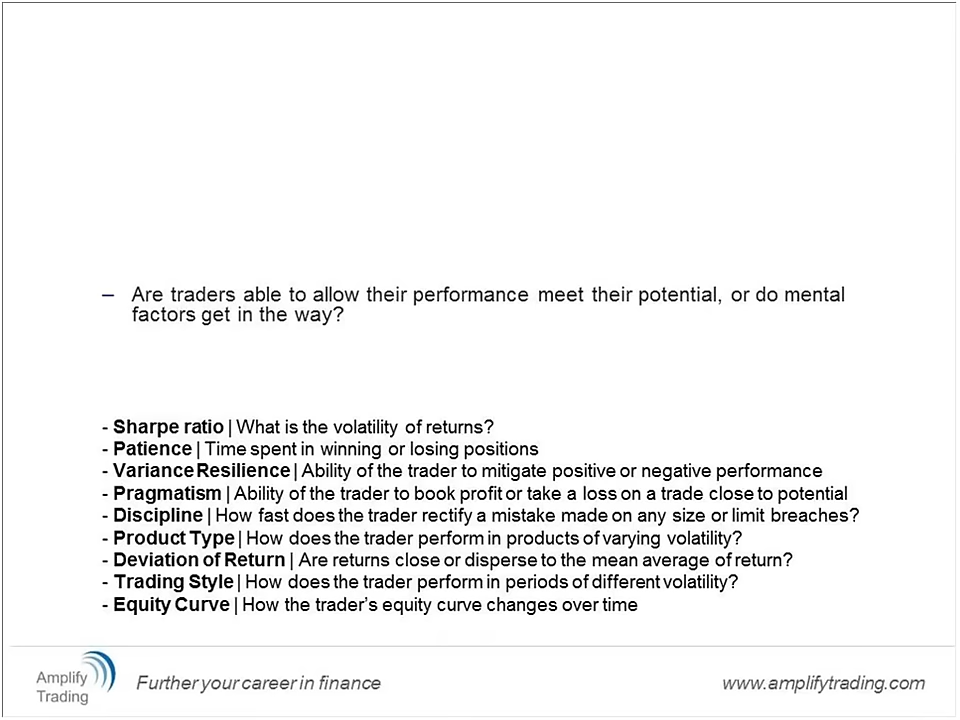 – Are traders able to allow their performance meet their potential, or do mental
factors get in the way?
- Sharpe ratio | What is the volatility of returns?
- Patience | Time spent in winning or losing positions
- Variance Resilience | Ability of the trader to mitigate positive or negative performance
- Pragmatism | Ability of the trader to book profit or take a loss on a trade close to potential
- Discipline | How fast does the trader rectify a mistake made on any size or limit breaches?
- Product Type | How does the trader perform in products of varying volatility?
- Deviation of Return | Are returns close or disperse to the mean average of return?
- Trading Style | How does the trader perform in periods of different volatility?
- Equity Curve | How the trader's equity curve changes over time
Amplify
Trading
Further your career in finance
www.amplifytrading.com